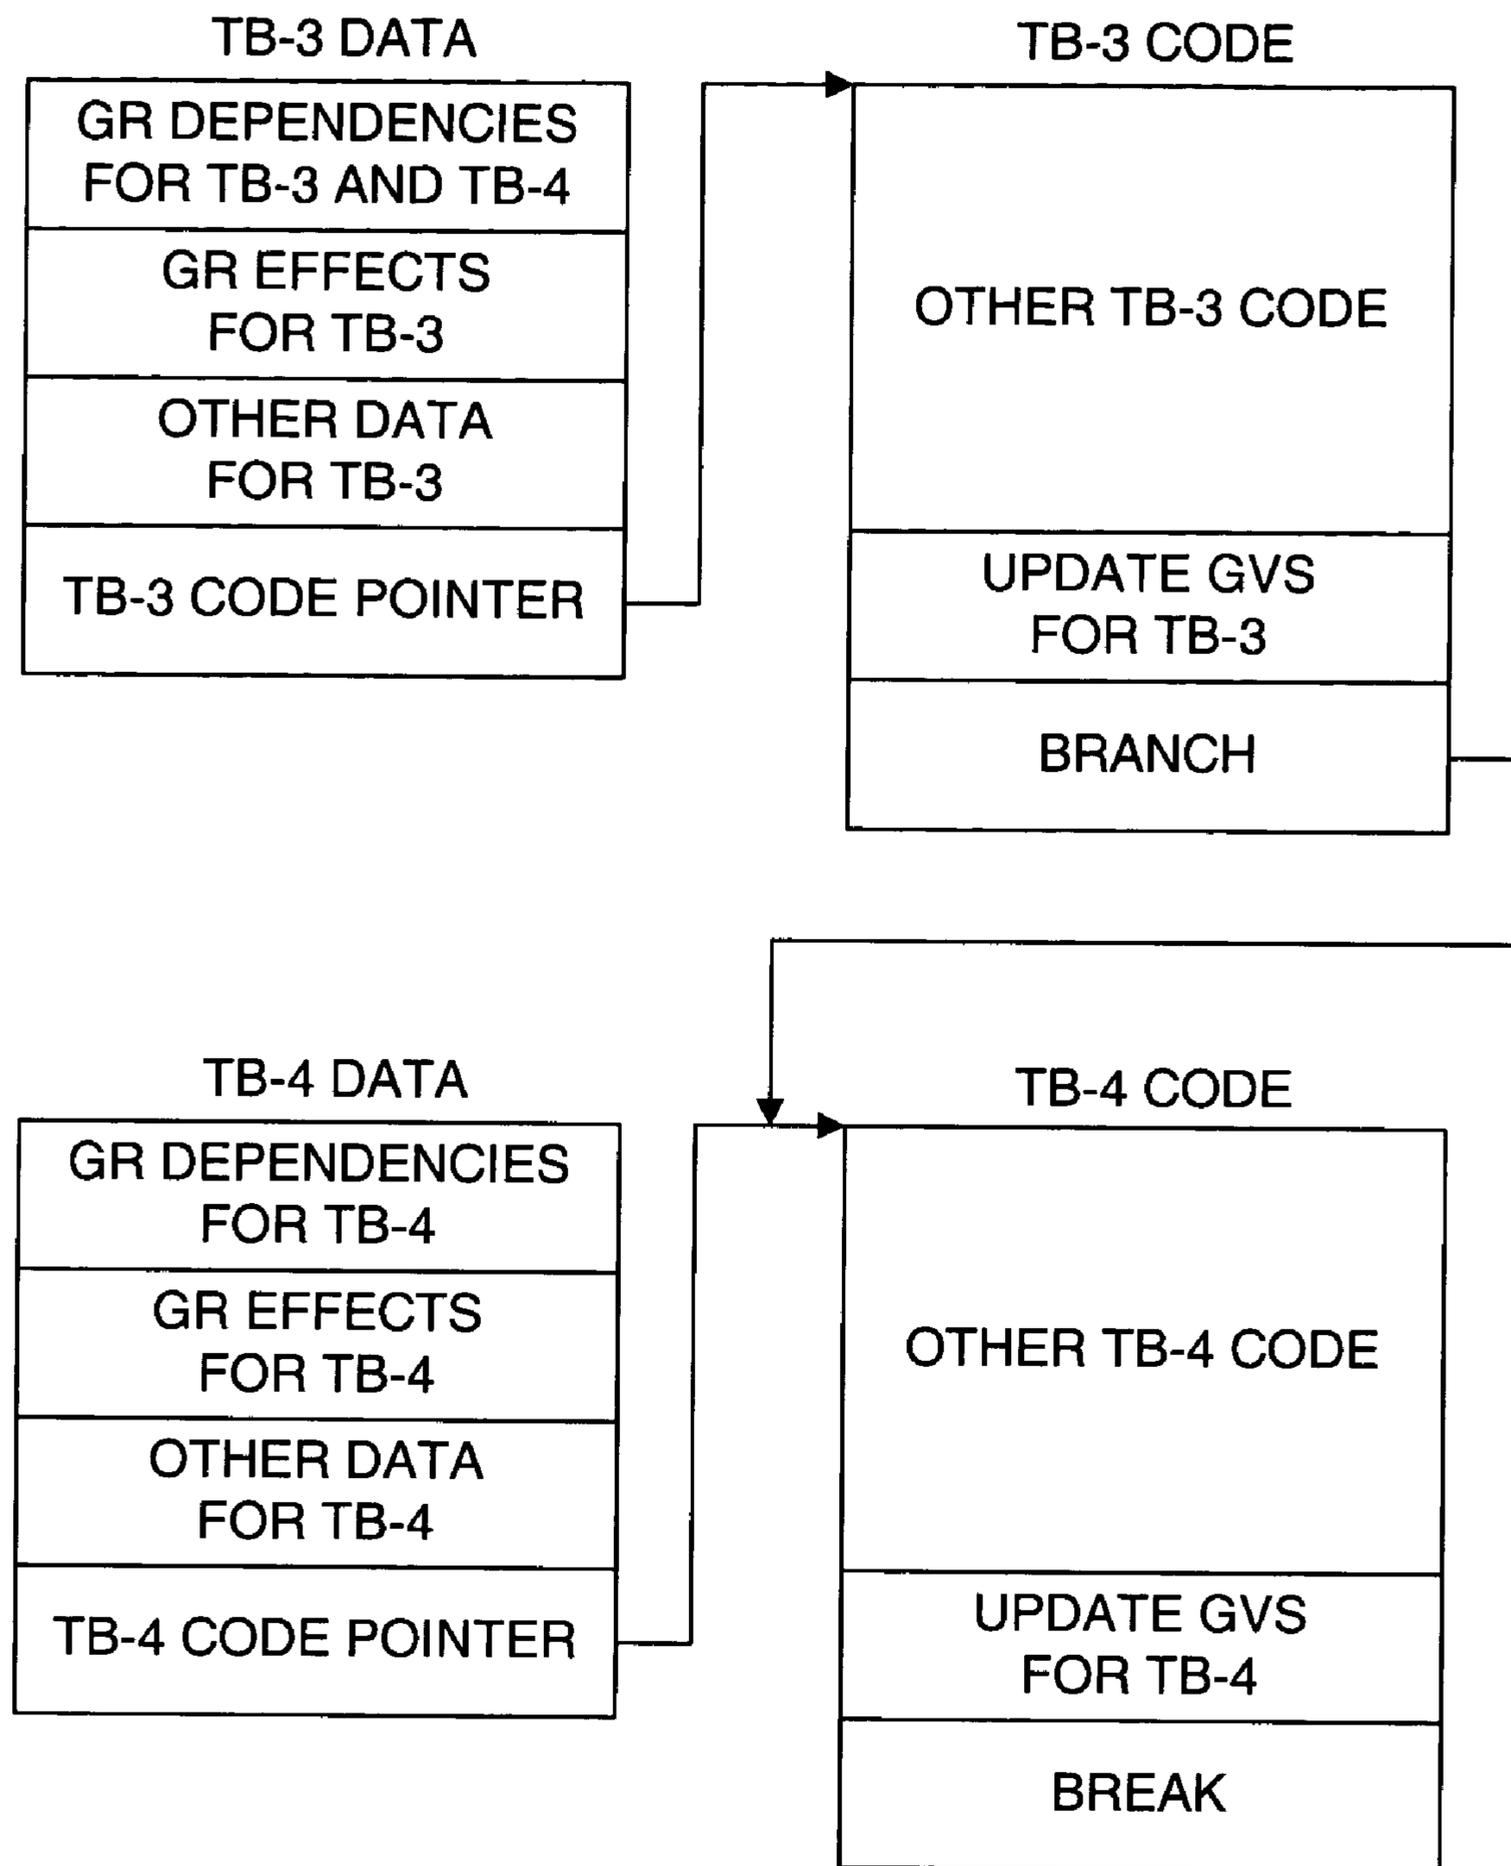 TB-3 DATA
GR DEPENDENCIES
FOR TB-3 AND TB-4
GR EFFECTS
FOR TB-3
OTHER DATA
FOR TB-3
TB-3 CODE POINTER
TB-3 CODE
OTHER TB-3 CODE
UPDATE GVS
FOR TB-3
BRANCH
TB-4 DATA
GR DEPENDENCIES
FOR TB-4
GR EFFECTS
FOR TB-4
OTHER DATA
FOR TB-4
TB-4 CODE POINTER
TB-4 CODE
OTHER TB-4 CODE
UPDATE GVS
FOR TB-4
BREAK